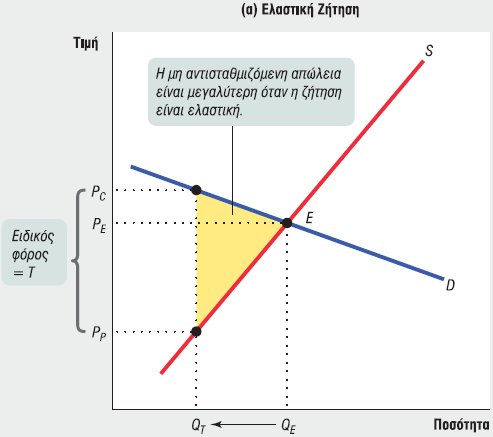 (α) Ελαστική Ζήτηση
Τιμή
S
Η μη αντισταθμιζόμενη απώλεια
είναι μεγαλύτερη όταν η ζήτηση
είναι ελαστική.
P_C
P_E
E
Ειδικός
φόρος
= T
D
P_P
Q_T
Q_E
Ποσότητα